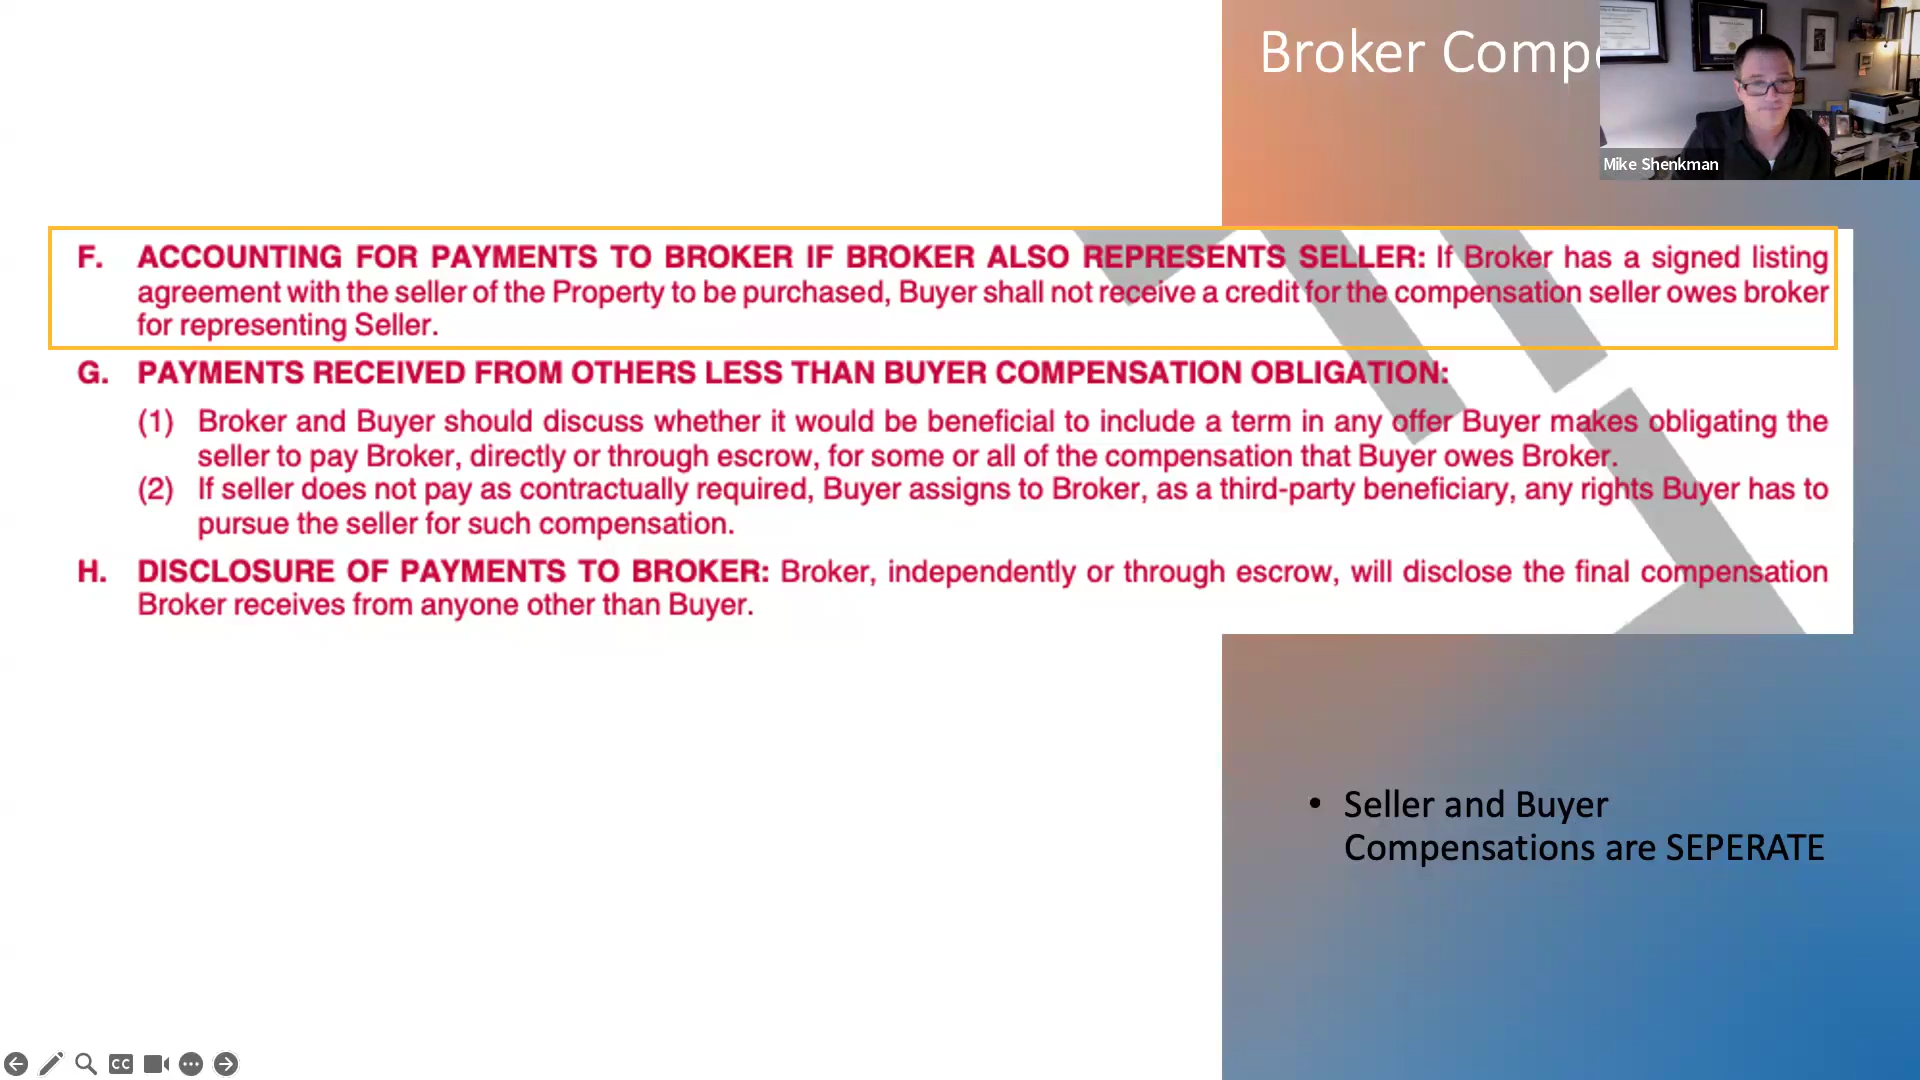 Broker Comp
Mike Shenkman
F. ACCOUNTING FOR PAYMENTS TO BROKER IF BROKER ALSO REPRESENTS SELLER: If Broker has a signed listing
agreement with the seller of the Property to be purchased, Buyer shall not receive a credit for the compensation seller owes broker
for representing Seller.
G. PAYMENTS RECEIVED FROM OTHERS LESS THAN BUYER COMPENSATION OBLIGATION:
(1) Broker and Buyer should discuss whether it would be beneficial to include a term in any offer Buyer makes obligating the
seller to pay Broker, directly or through escrow, for some or all of the compensation that Buyer owes Broker.
(2) If seller does not pay as contractually required, Buyer assigns to Broker, as a third-party beneficiary, any rights Buyer has to
pursue the seller for such compensation.
H. DISCLOSURE OF PAYMENTS TO BROKER: Broker, independently or through escrow, will disclose the final compensation
Broker receives from anyone other than Buyer.
• Seller and Buyer
Compensations are SEPERATE
CC